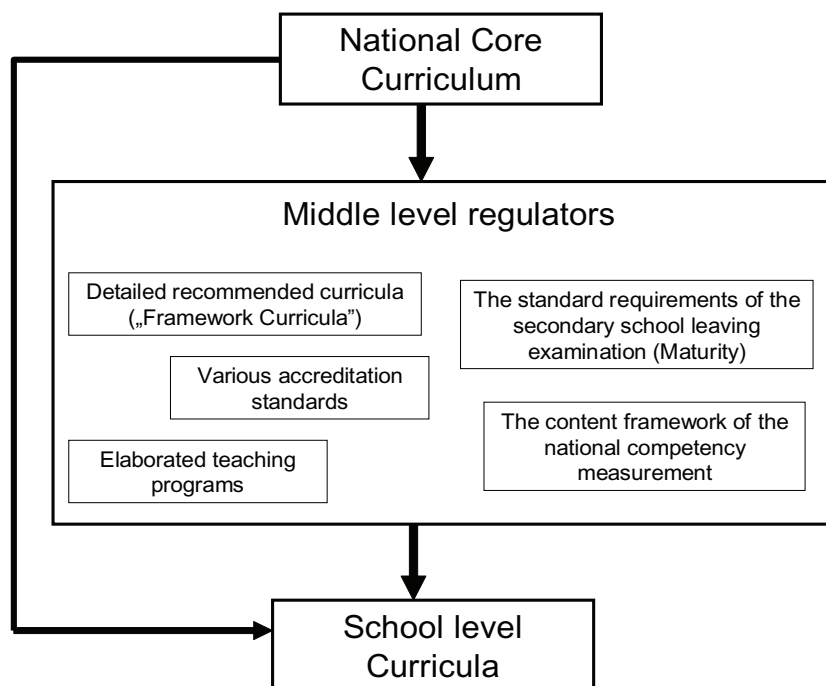 National Core
Curriculum
Middle level regulators
Detailed recommended curricula
(„Framework Curricula”)
The standard requirements of the
secondary school leaving
examination (Maturity)
Various accreditation
standards
The content framework of the
national competency
measurement
Elaborated teaching
programs
School level
Curricula